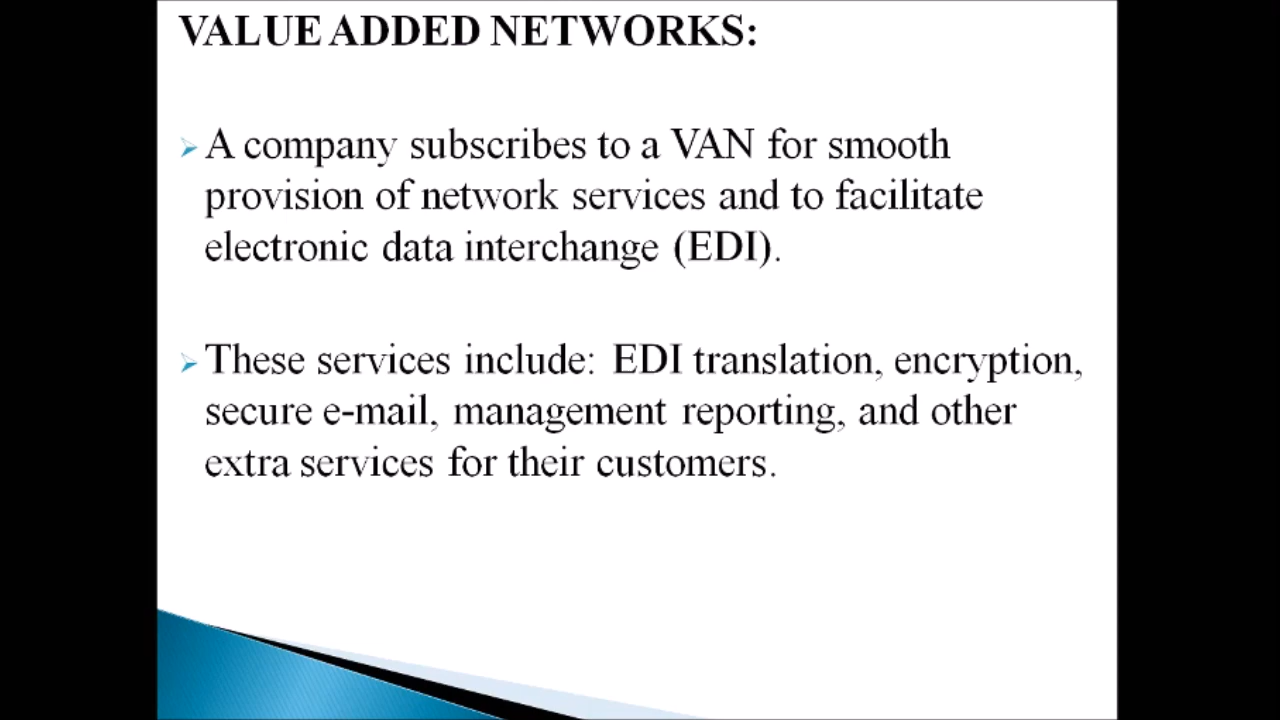 VALUE ADDED NETWORKS:
A company subscribes to a VAN for smooth
provision of network services and to facilitate
electronic data interchange (EDI).
These services include: EDI translation, encryption,
secure e-mail, management reporting, and other
extra services for their customers.